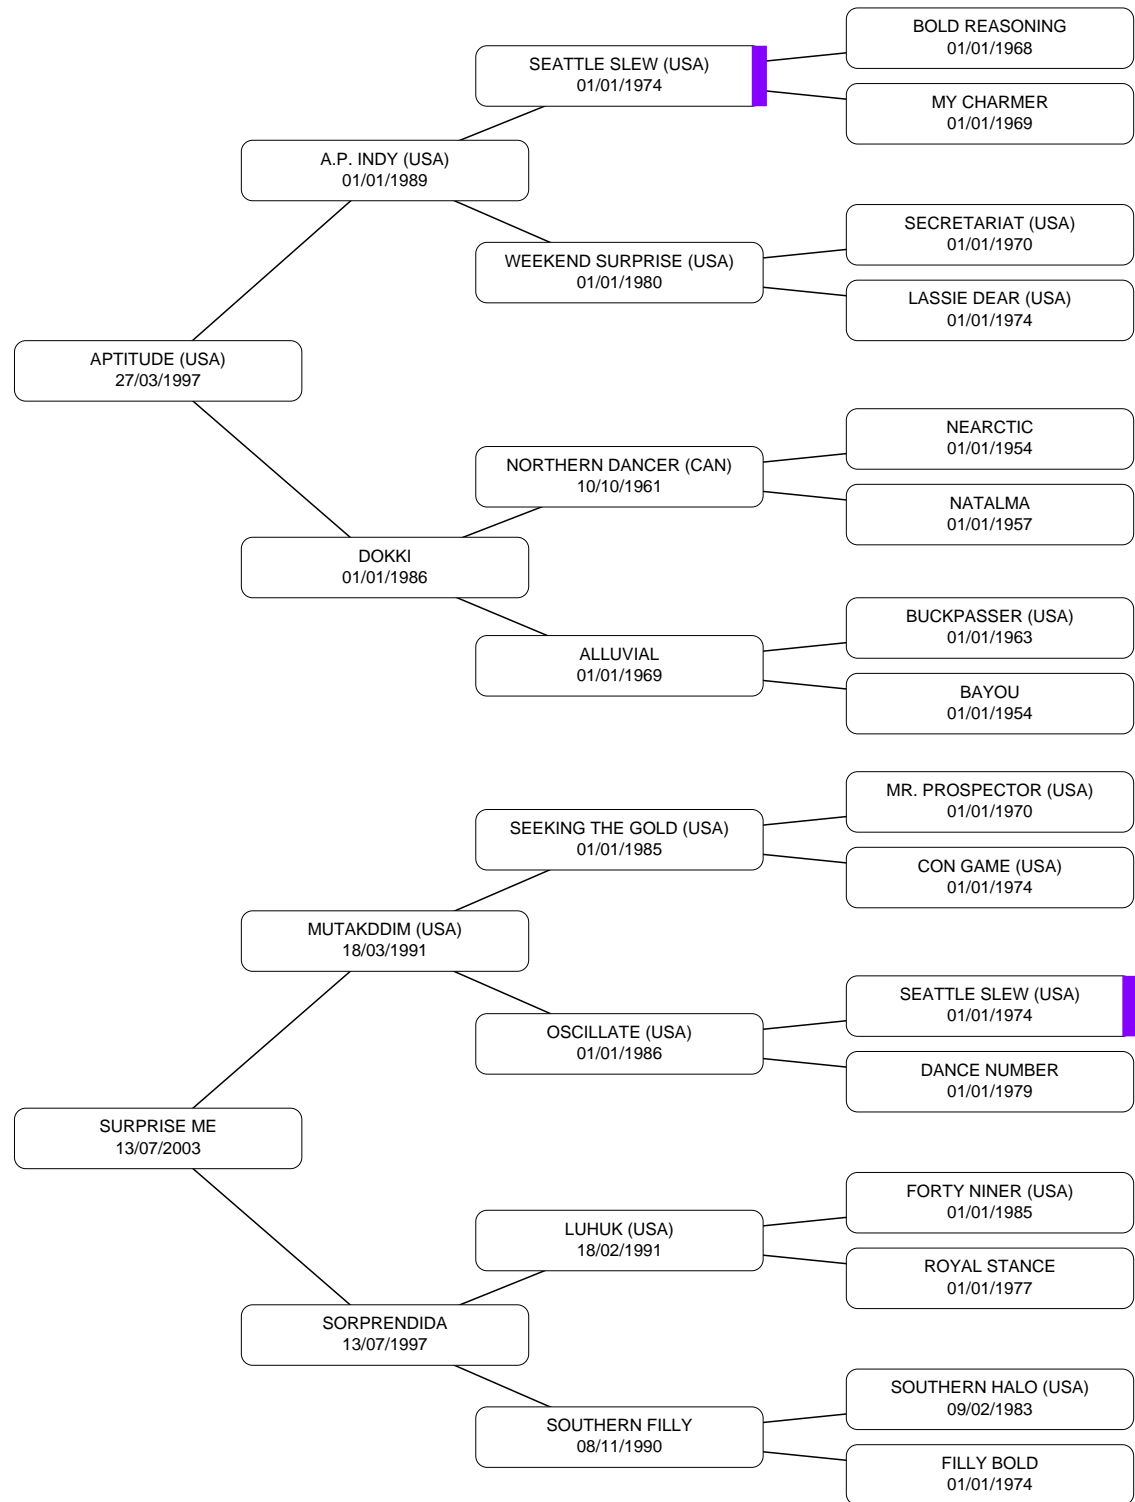 BOLD REASONING
01/01/1968
SEATTLE SLEW (USA)
01/01/1974
MY CHARMER
01/01/1969
A.P. INDY (USA)
01/01/1989
SECRETARIAT (USA)
01/01/1970
WEEKEND SURPRISE (USA)
01/01/1980
LASSIE DEAR (USA)
01/01/1974
APTITUDE (USA)
27/03/1997
NEARCTIC
01/01/1954
NORTHERN DANCER (CAN)
10/10/1961
NATALMA
01/01/1957
DOKKI
01/01/1986
BUCKPASSER (USA)
01/01/1963
ALLUVIAL
01/01/1969
BAYOU
01/01/1954
MR. PROSPECTOR (USA)
01/01/1970
SEEKING THE GOLD (USA)
01/01/1985
CON GAME (USA)
01/01/1974
MUTAKDDIM (USA)
18/03/1991
SEATTLE SLEW (USA)
01/01/1974
OSCILLATE (USA)
01/01/1986
DANCE NUMBER
01/01/1979
SURPRISE ME
13/07/2003
FORTY NINER (USA)
01/01/1985
LUHUK (USA)
18/02/1991
ROYAL STANCE
01/01/1977
SORPRENDIDA
13/07/1997
SOUTHERN HALO (USA)
09/02/1983
SOUTHERN FILLY
08/11/1990
FILLY BOLD
01/01/1974